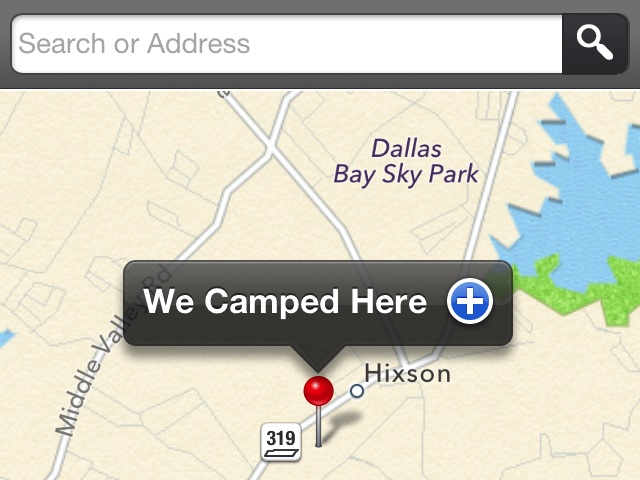 Search or Address
Dallas
Bay Sky Park
We Camped Here
Middle Valley Rd
Hixson
319